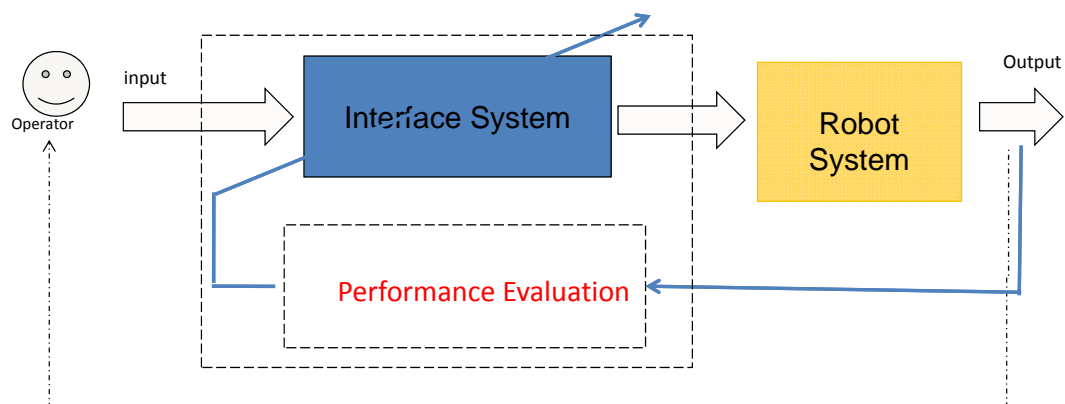 Operator
input
Interface System
Robot
System
Output
Performance Evaluation